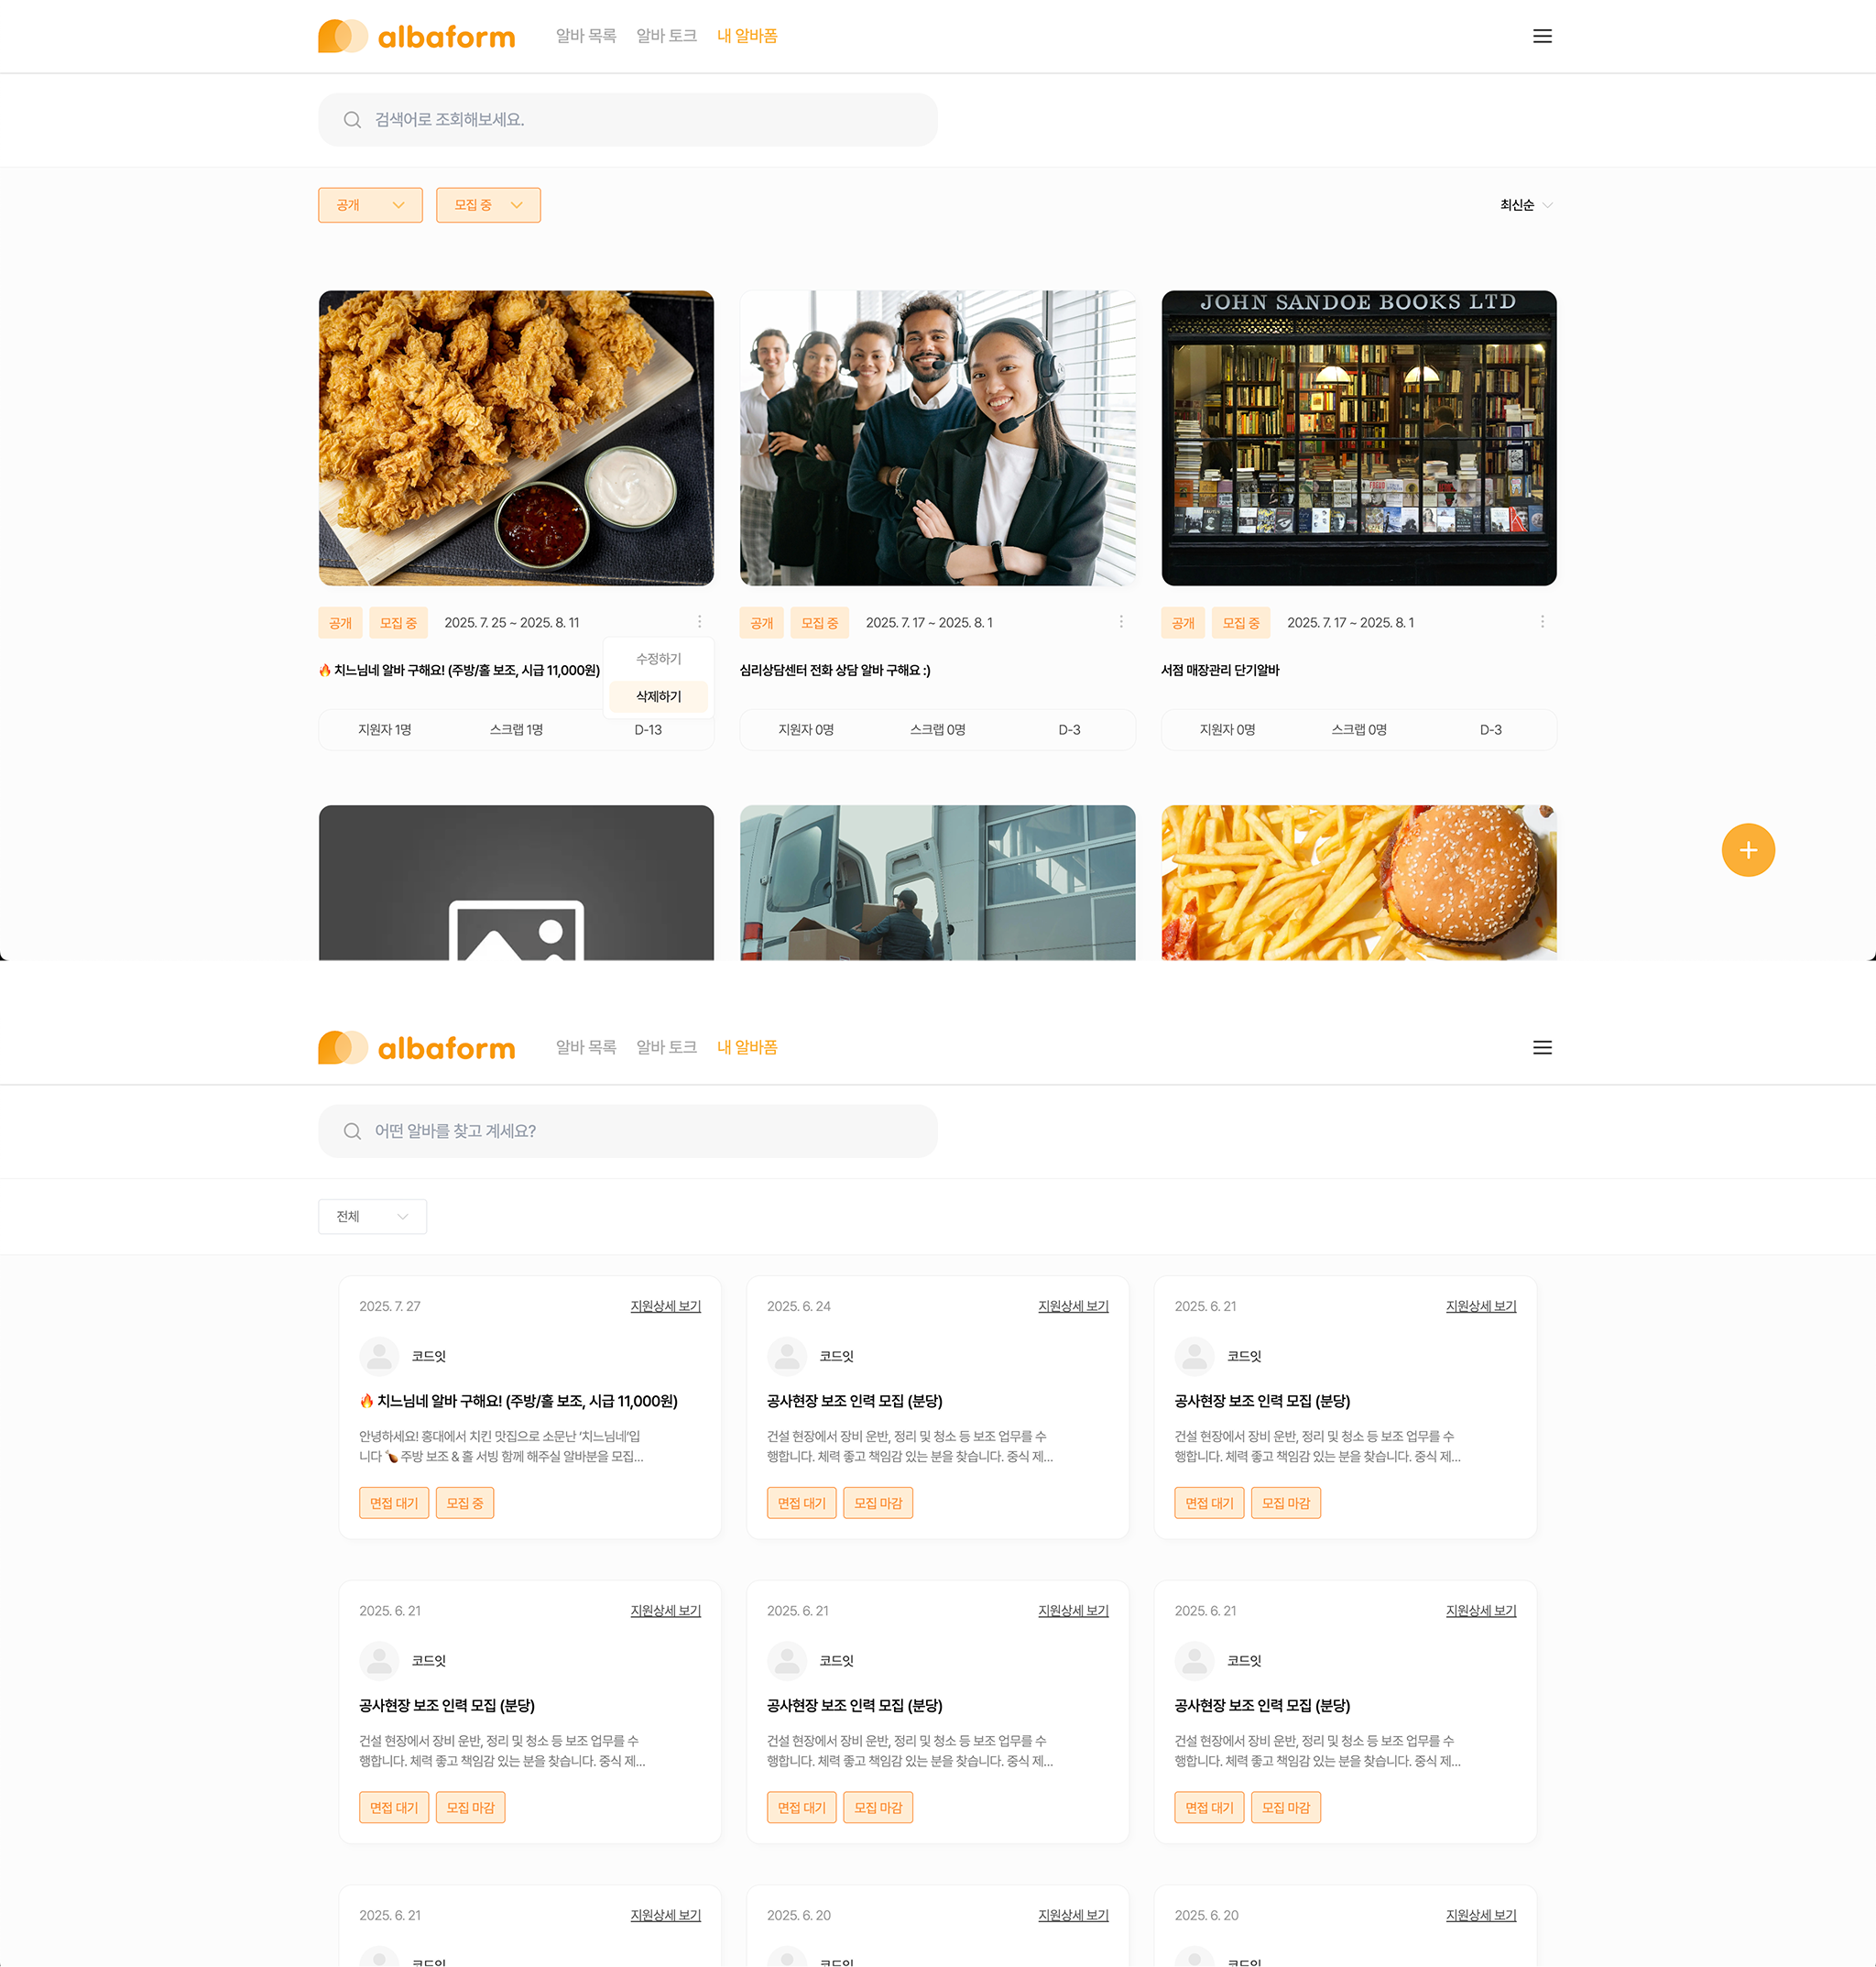 albaform 알바 목록 알바 토크 내 알바폼
검색어로 조회해보세요.
공개 모집 중 최신순
JOHN SANDOE BOOKS LTD
공개 모집 중 2025. 7. 25 ~ 2025. 8. 11
공개 모집 중 2025. 7. 17 ~ 2025. 8. 1
공개 모집 중 2025. 7. 17 ~ 2025. 8. 1
수정하기
삭제하기
🔥 치느님네 알바 구해요! (주방/홀 보조, 시급 11,000원)
심리상담센터 전화 상담 알바 구해요 :)
서점 매장관리 단기알바
지원자 1명 스크랩 1명 D-13
지원자 0명 스크랩 0명 D-3
지원자 0명 스크랩 0명 D-3
albaform 알바 목록 알바 토크 내 알바폼
어떤 알바를 찾고 계세요?
전체
2025. 7. 27 지원상세 보기
코드잇
🔥 치느님네 알바 구해요! (주방/홀 보조, 시급 11,000원)
안녕하세요! 홍대에서 치킨 맛집으로 소문난 ‘치느님네’입
니다 🍗 주방 보조 & 홀 서빙 함께 해주실 알바분을 모집...
면접 대기 모집 중
2025. 6. 24 지원상세 보기
코드잇
공사현장 보조 인력 모집 (분당)
건설 현장에서 장비 운반, 정리 및 청소 등 보조 업무를 수
행합니다. 체력 좋고 책임감 있는 분을 찾습니다. 중식 제...
면접 대기 모집 마감
2025. 6. 21 지원상세 보기
코드잇
공사현장 보조 인력 모집 (분당)
건설 현장에서 장비 운반, 정리 및 청소 등 보조 업무를 수
행합니다. 체력 좋고 책임감 있는 분을 찾습니다. 중식 제...
면접 대기 모집 마감
2025. 6. 21 지원상세 보기
코드잇
공사현장 보조 인력 모집 (분당)
건설 현장에서 장비 운반, 정리 및 청소 등 보조 업무를 수
행합니다. 체력 좋고 책임감 있는 분을 찾습니다. 중식 제...
면접 대기 모집 마감
2025. 6. 21 지원상세 보기
코드잇
공사현장 보조 인력 모집 (분당)
건설 현장에서 장비 운반, 정리 및 청소 등 보조 업무를 수
행합니다. 체력 좋고 책임감 있는 분을 찾습니다. 중식 제...
면접 대기 모집 마감
2025. 6. 21 지원상세 보기
코드잇
공사현장 보조 인력 모집 (분당)
건설 현장에서 장비 운반, 정리 및 청소 등 보조 업무를 수
행합니다. 체력 좋고 책임감 있는 분을 찾습니다. 중식 제...
면접 대기 모집 마감
2025. 6. 21 지원상세 보기
코드잇
2025. 6. 20 지원상세 보기
코드잇
2025. 6. 20 지원상세 보기
코드잇